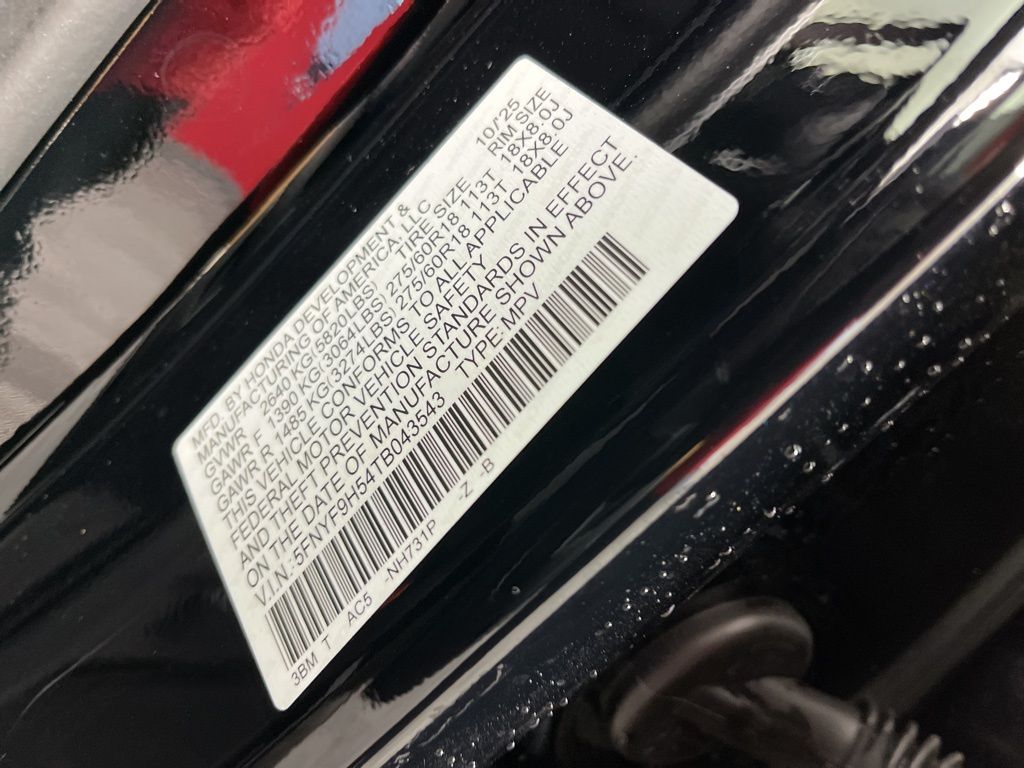 MFD. BY HONDA DEVELOPMENT & 10/'25
MANUFACTURING OF AMERICA, LLC
GVWR 2640 KG(5820LBS) TIRE SIZE RIM SIZE
GAWR F 1390 KG(3064LBS) 275/60R18 113T 18X8.0J
GAWR R 1485 KG(3274LBS) 275/60R18 113T 18X8.0J
THIS VEHICLE CONFORMS TO ALL APPLICABLE
FEDERAL MOTOR VEHICLE SAFETY
AND THEFT PREVENTION STANDARDS IN EFFECT
ON THE DATE OF MANUFACTURE SHOWN ABOVE.
V.I.N.:5FNYF9H54TB043543 TYPE:MPV
3BM T AC5 -NH731P -Z -B